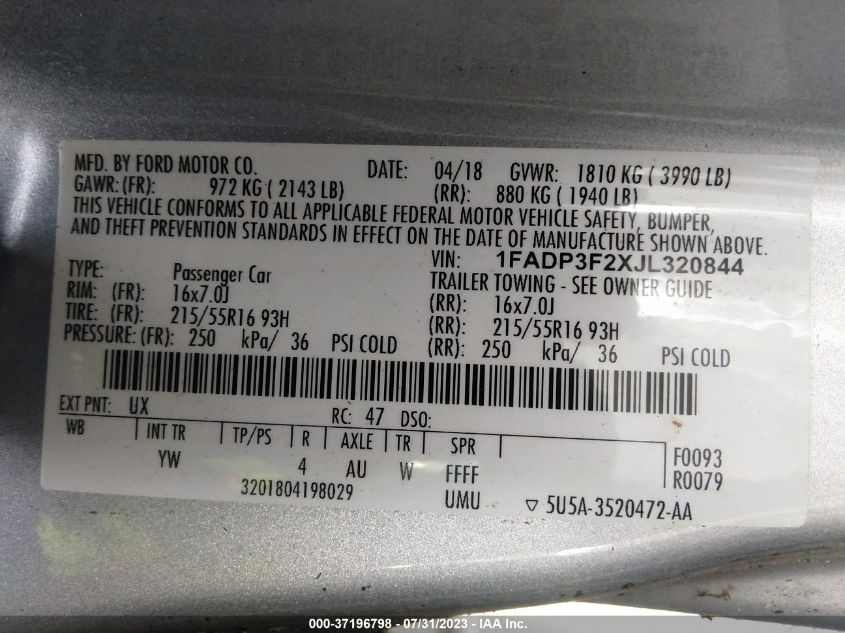 MFD. BY FORD MOTOR CO. DATE: 04/18 GVWR: 1810 KG ( 3990 LB)
GAWR: (FR): 972 KG ( 2143 LB) (RR): 880 KG ( 1940 LB)
THIS VEHICLE CONFORMS TO ALL APPLICABLE FEDERAL MOTOR VEHICLE SAFETY, BUMPER,
AND THEFT PREVENTION STANDARDS IN EFFECT ON THE DATE OF MANUFACTURE SHOWN ABOVE.
VIN: 1FADP3F2XJL320844
TYPE: Passenger Car TRAILER TOWING - SEE OWNER GUIDE
RIM: (FR): 16x7.0J (RR): 16x7.0J
TIRE: (FR): 215/55R16 93H (RR): 215/55R16 93H
PRESSURE: (FR): 250 kPa/ 36 PSI COLD (RR): 250 kPa/ 36 PSI COLD
EXT PNT: UX RC: 47 DSO:
WB INT TR TP/PS R AXLE TR SPR F0093
YW 4 AU W FFFF R0079
3201804198029 UMU ▽ 5U5A-3520472-AA
000-37196798 - 07/31/2023 - © IAA Inc.